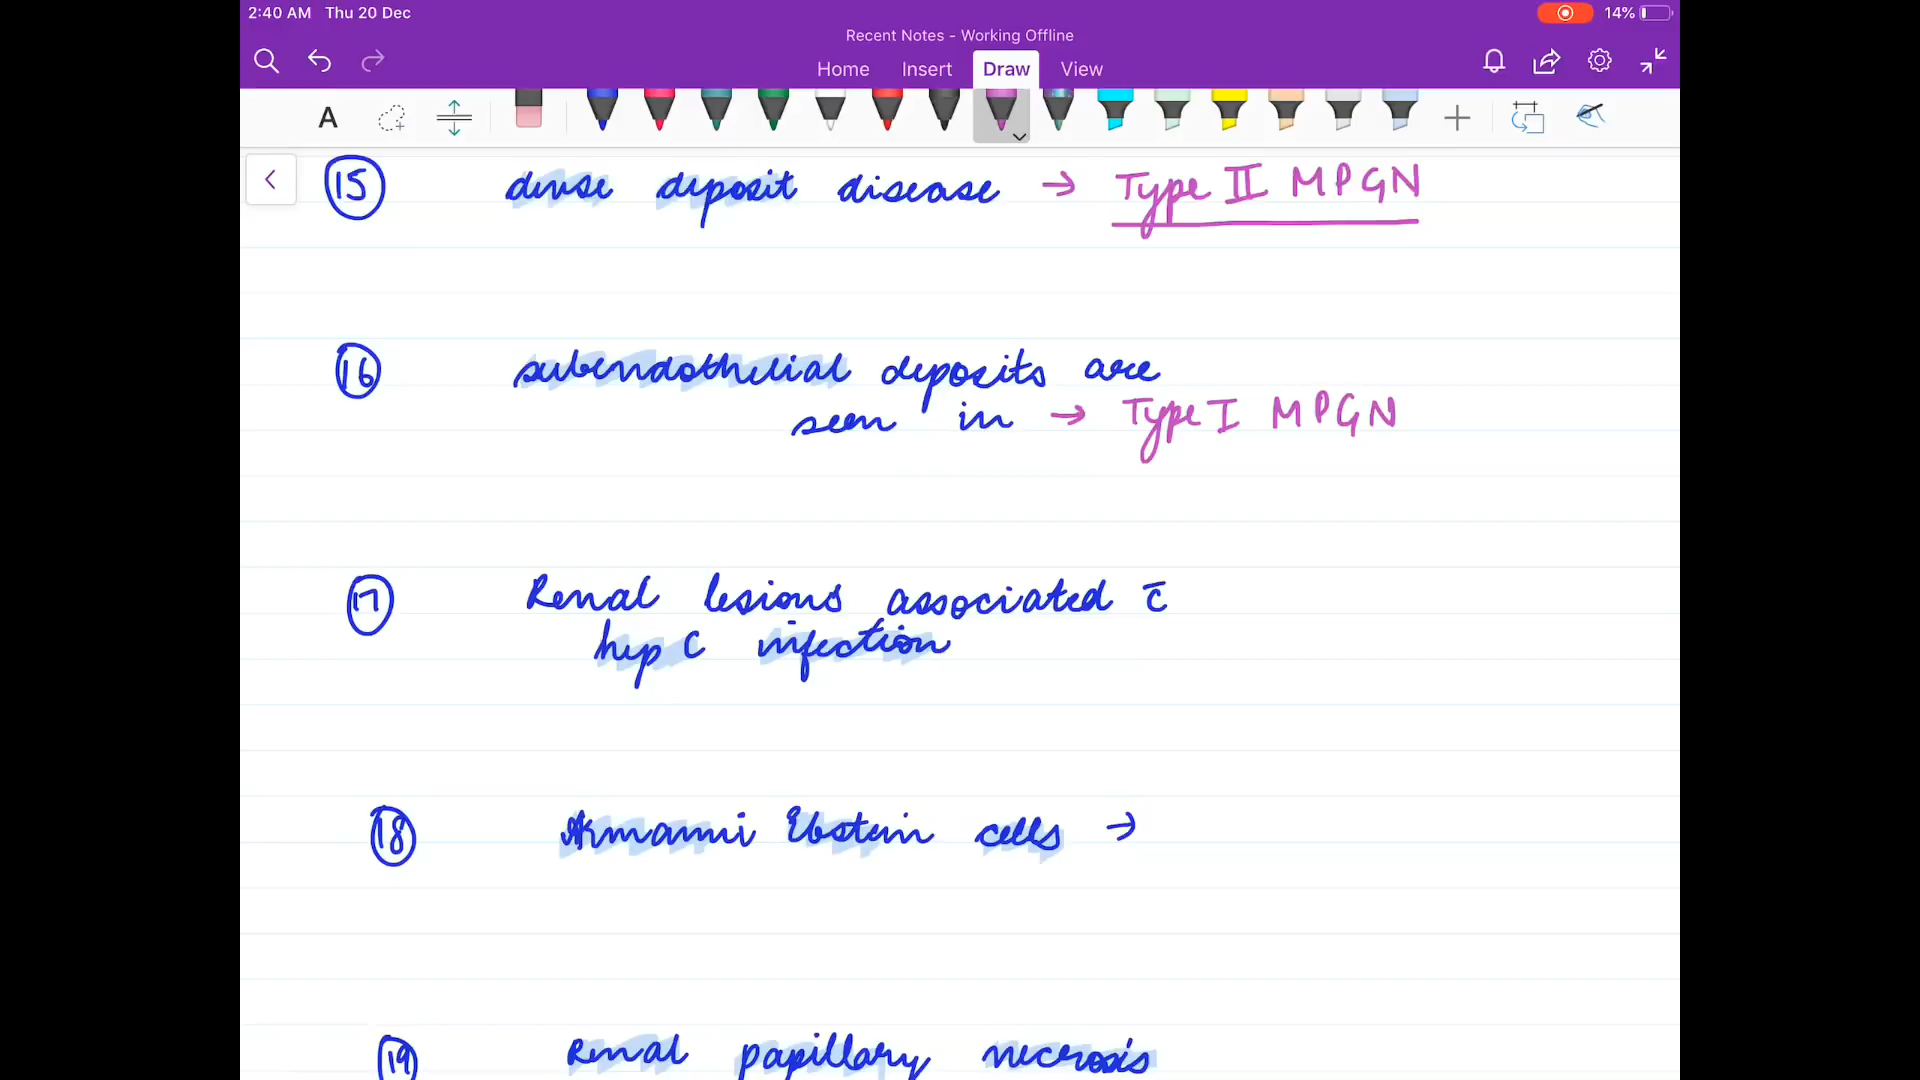 2:40 AM Thu 20 Dec 14%
Recent Notes - Working Offline
Home Insert Draw View
A
15 dense deposit disease → Type II MPGN
16 subendothelial deposits are
seen in → Type I MPGN
17 Renal lesions associated c̄
hep C infection
18 Armanni Ebstein cells →
19 Renal papillary necrosis